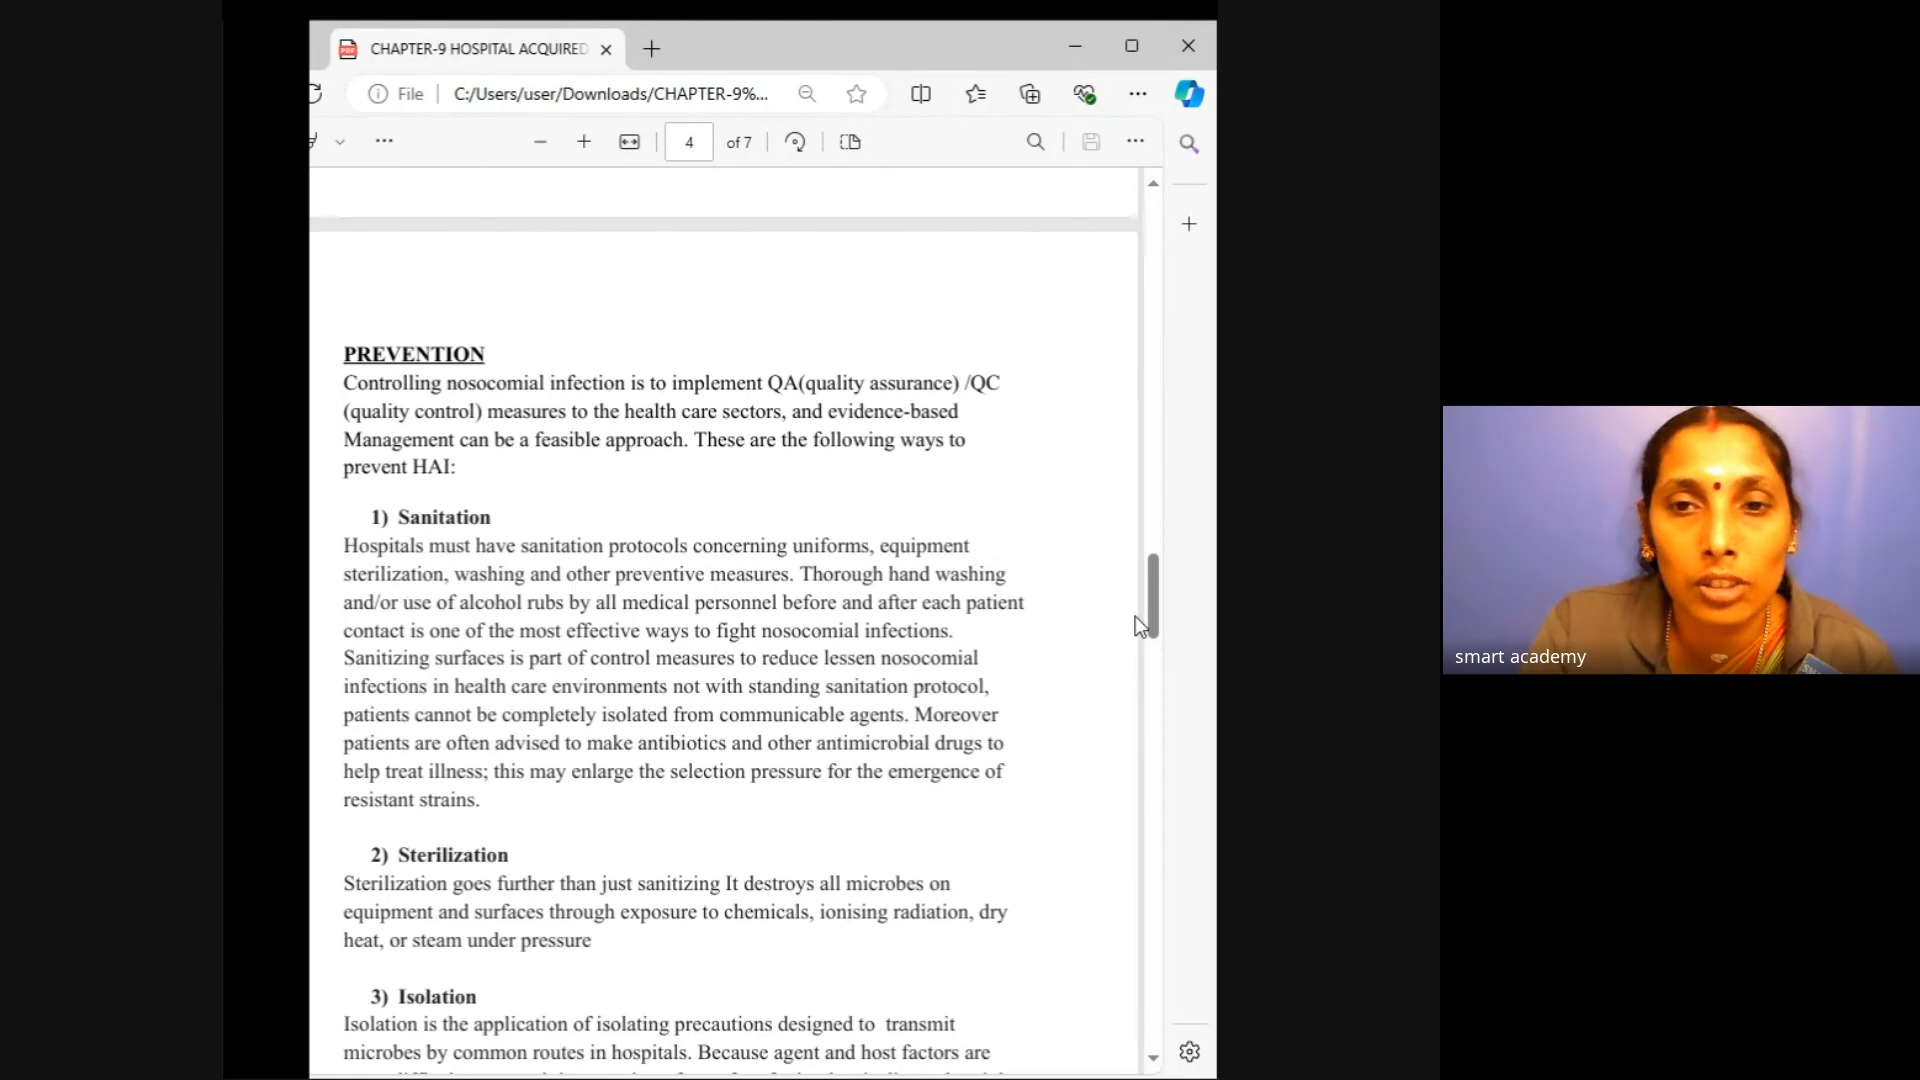 CHAPTER-9 HOSPITAL ACQUIRED
File
C:/Users/user/Downloads/CHAPTER-9%...
4 of 7
PREVENTION
Controlling nosocomial infection is to implement QA(quality assurance) /QC
(quality control) measures to the health care sectors, and evidence-based
Management can be a feasible approach. These are the following ways to
prevent HAI:
1) Sanitation
Hospitals must have sanitation protocols concerning uniforms, equipment
sterilization, washing and other preventive measures. Thorough hand washing
and/or use of alcohol rubs by all medical personnel before and after each patient
contact is one of the most effective ways to fight nosocomial infections.
Sanitizing surfaces is part of control measures to reduce lessen nosocomial
infections in health care environments not with standing sanitation protocol,
patients cannot be completely isolated from communicable agents. Moreover
patients are often advised to make antibiotics and other antimicrobial drugs to
help treat illness; this may enlarge the selection pressure for the emergence of
resistant strains.
2) Sterilization
Sterilization goes further than just sanitizing It destroys all microbes on
equipment and surfaces through exposure to chemicals, ionising radiation, dry
heat, or steam under pressure
3) Isolation
Isolation is the application of isolating precautions designed to transmit
microbes by common routes in hospitals. Because agent and host factors are
smart academy